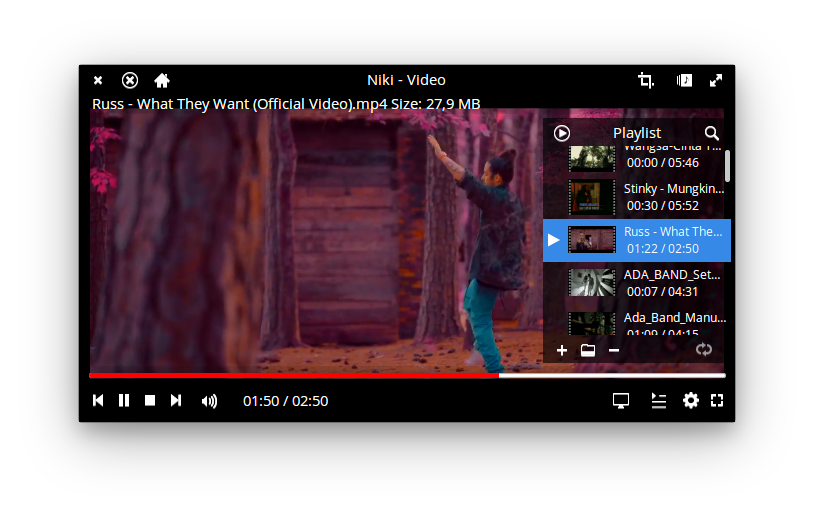 Niki - Video
Russ - What They Want (Official Video).mp4 Size: 27,9 MB
Playlist
Wangsa-Cinta T...
00:00 / 05:46
Stinky - Mungkin...
00:30 / 05:52
Russ - What The...
01:22 / 02:50
ADA_BAND_Set...
00:07 / 04:31
Ada_Band_Manu...
01:09 / 04:15
01:50 / 02:50